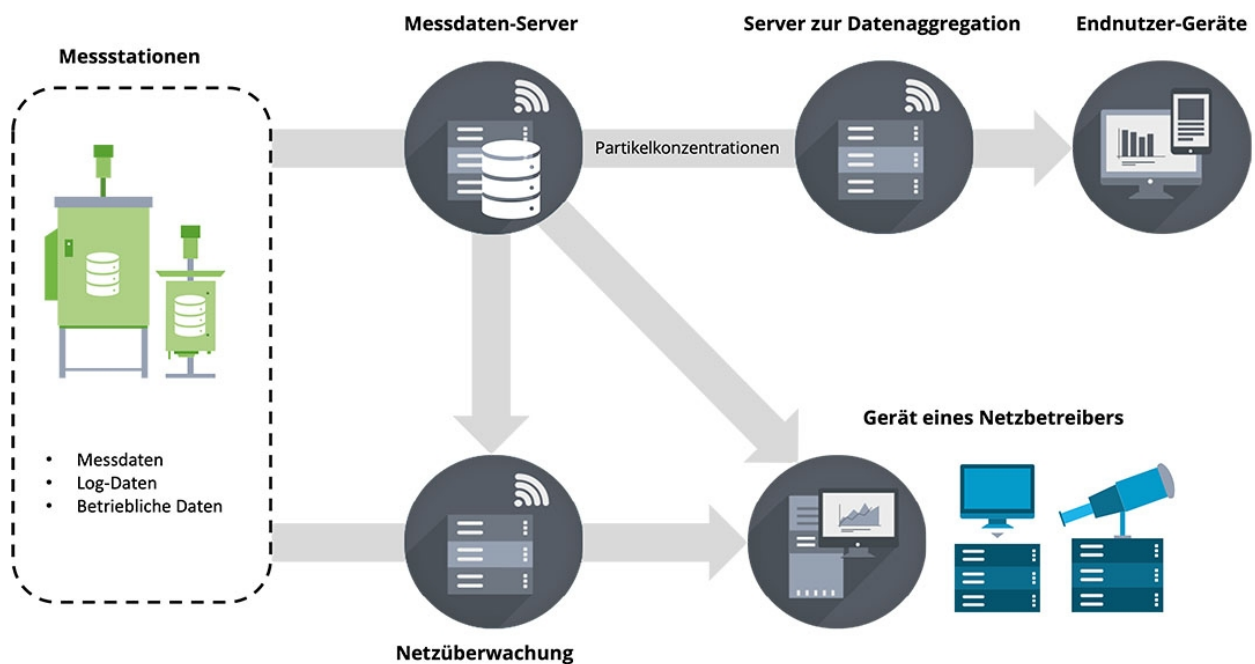 Messstationen
Messdaten-Server
Server zur Datenaggregation
Endnutzer-Geräte
Partikelkonzentrationen
• Messdaten
• Log-Daten
• Betriebliche Daten
Gerät eines Netzbetreibers
Netzüberwachung